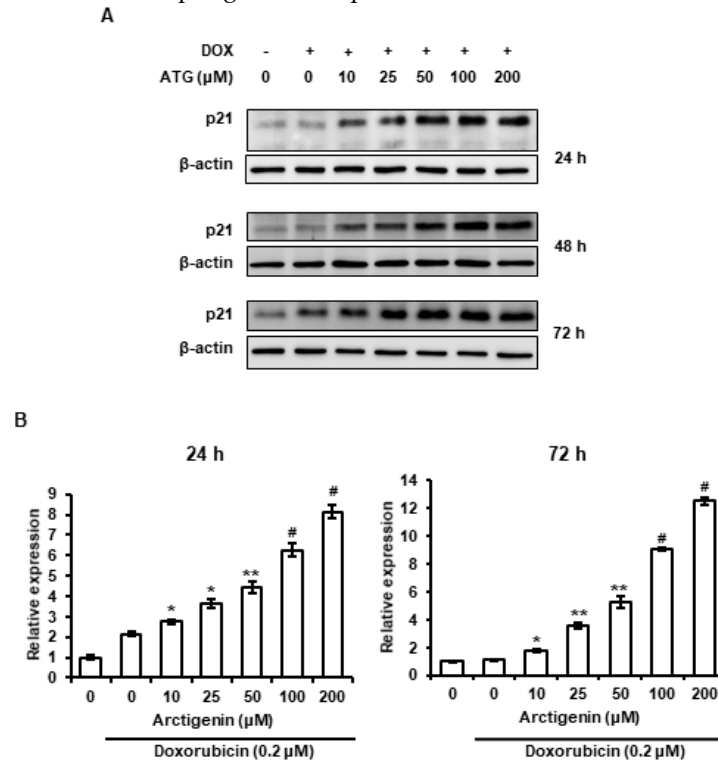 A
DOX - + + + + + +
ATG (µM) 0 0 10 25 50 100 200
p21
β-actin
24 h
p21
β-actin
48 h
p21
β-actin
72 h
B
24 h
Relative expression
9
8
7
6
5
4
3
2
1
0
* * ** # #
0 0 10 25 50 100 200
Arctigenin (µM)
Doxorubicin (0.2 µM)
72 h
Relative expression
14
12
10
8
6
4
2
0
* ** ** # #
0 0 10 25 50 100 200
Arctigenin (µM)
Doxorubicin (0.2 µM)